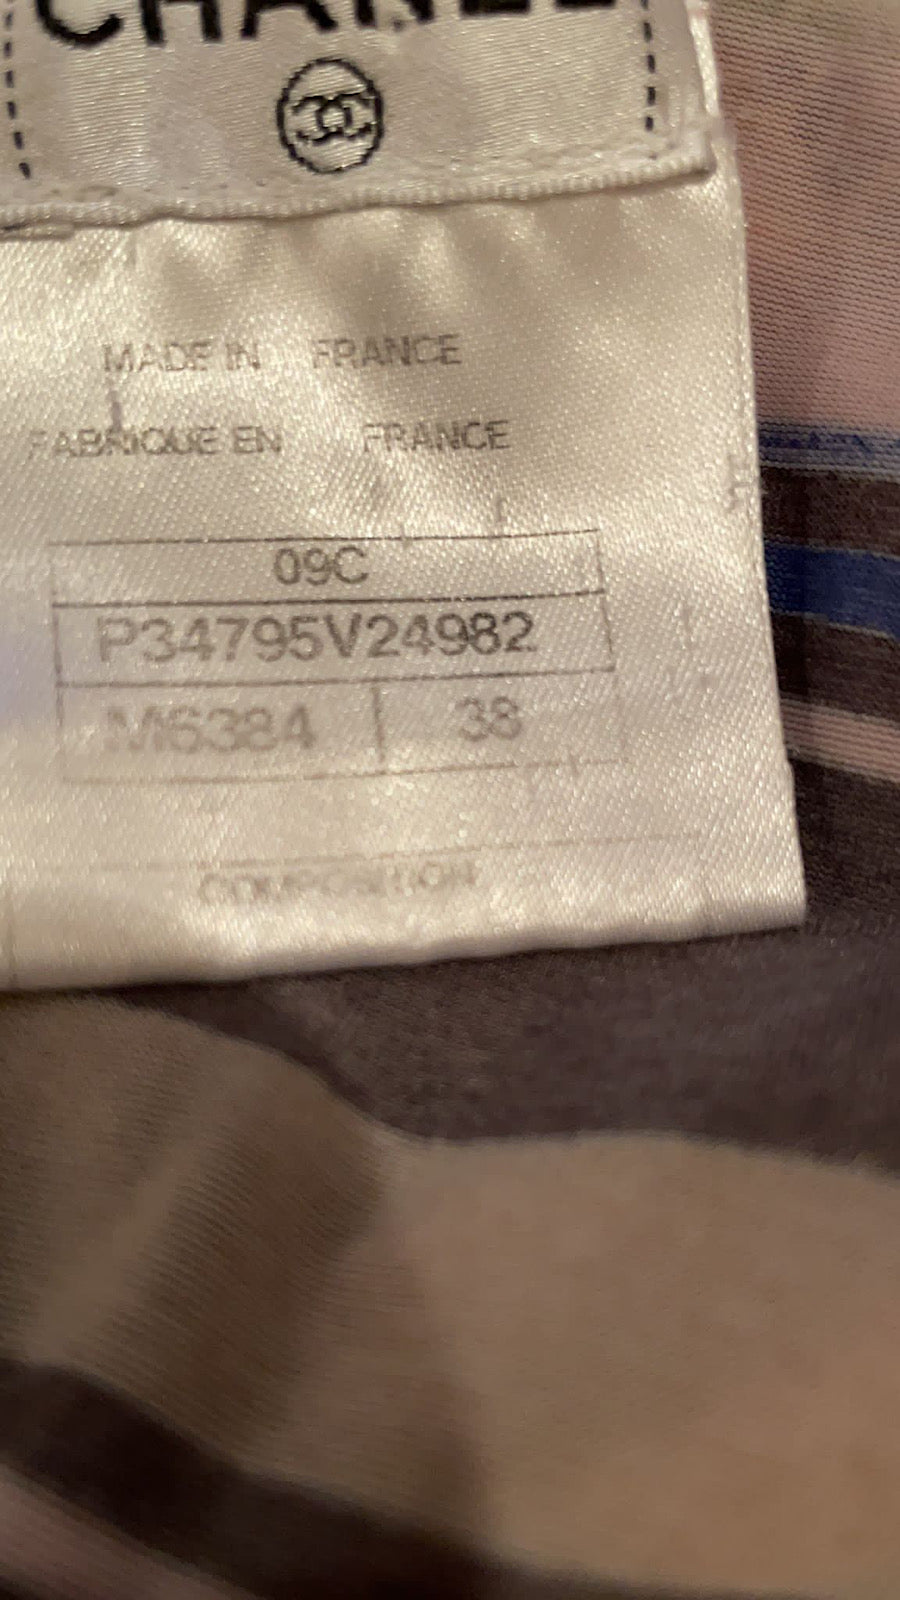 CHANEL
MADE IN FRANCE
FABRIQUE EN FRANCE
09C
P34795V24982
M6384 38
COMPOSITION